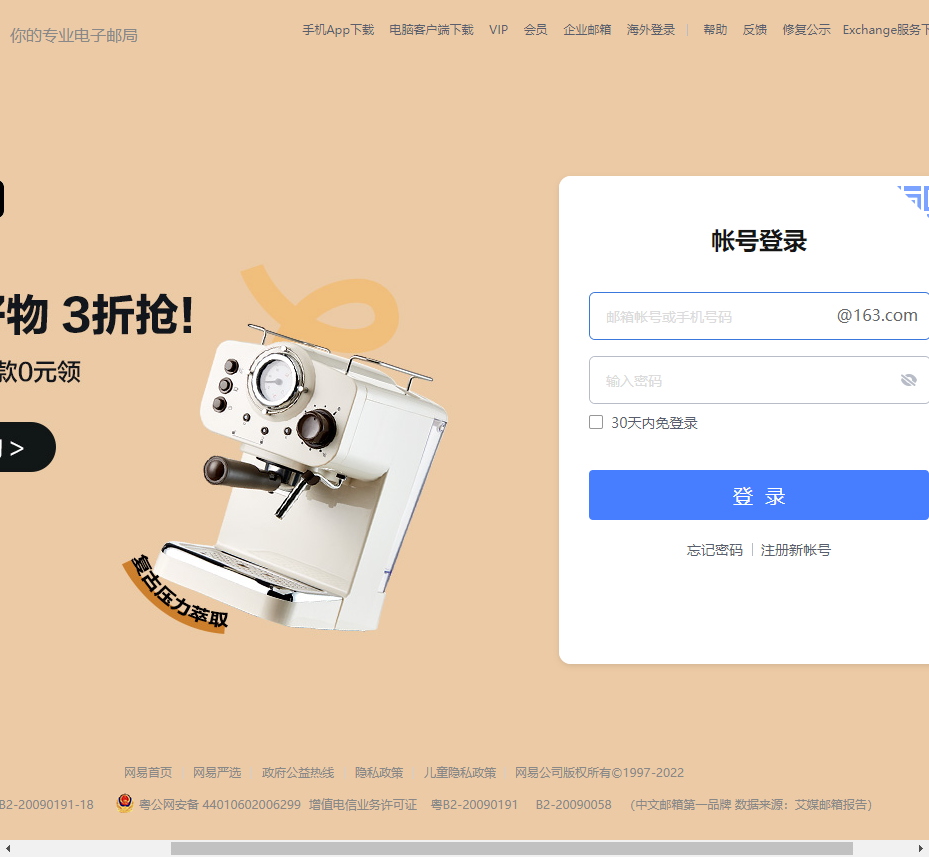 你的专业电子邮局
手机App下载 电脑客户端下载 VIP 会员 企业邮箱 海外登录 帮助 反馈 修复公示 Exchange服务
帐号登录
物 3折抢!
邮箱帐号或手机号码 @163.com
款0元领
输入密码
30天内免登录
>
登 录
忘记密码 注册新帐号
复古压力萃取
网易首页 网易严选 政府公益热线 隐私政策 儿童隐私政策 网易公司版权所有©1997-2022
B2-20090191-18 粤公网安备 44010602006299 增值电信业务许可证 粤B2-20090191 B2-20090058 (中文邮箱第一品牌 数据来源：艾媒邮箱报告)